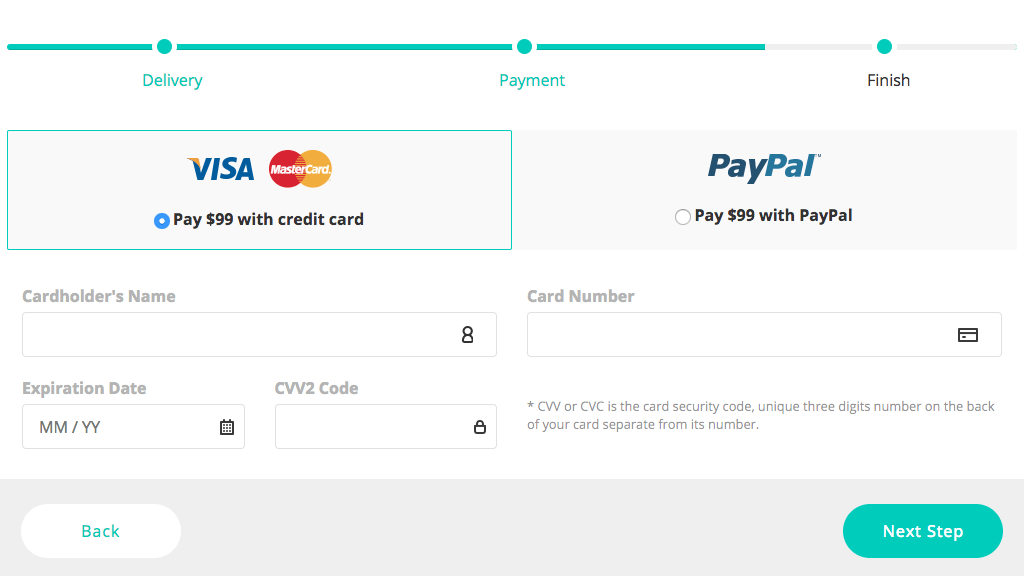 Delivery
Payment
Finish
VISA MasterCard.
PayPal™
Pay $99 with credit card
Pay $99 with PayPal
Cardholder's Name
Card Number
Expiration Date
CVV2 Code
MM / YY
* CVV or CVC is the card security code, unique three digits number on the back
of your card separate from its number.
Back
Next Step